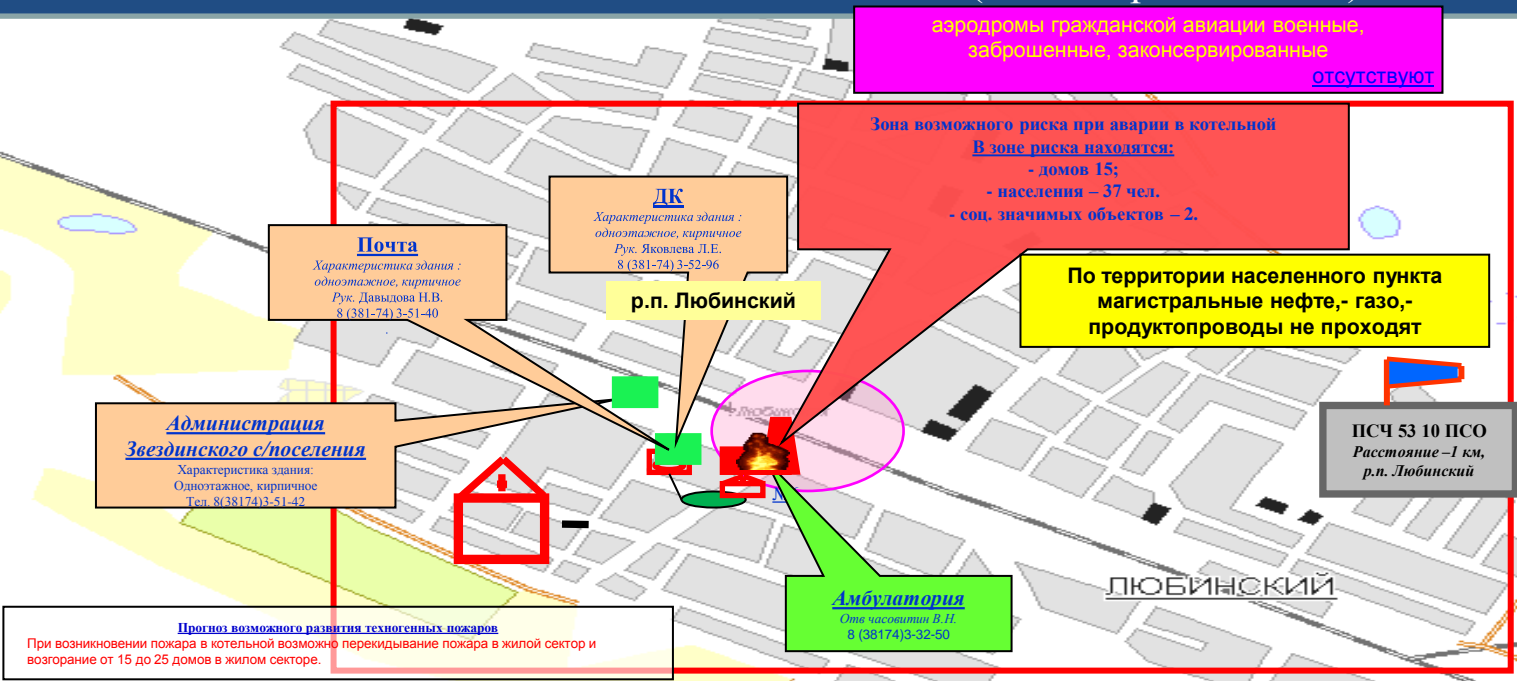 аэродромы гражданской авиации военные,
заброшенные, законсервированные
отсутствуют
Зона возможного риска при аварии в котельной
В зоне риска находятся:
- домов 15;
- населения – 37 чел.
- соц. значимых объектов – 2.
ДК
Характеристика здания :
одноэтажное, кирпичное
Рук. Яковлева Л.Е.
8 (381-74) 3-52-96
Почта
Характеристика здания :
одноэтажное, кирпичное
Рук. Давыдова Н.В.
8 (381-74) 3-51-40
.
р.п. Любинский
По территории населенного пункта
магистральные нефте,- газо,-
продуктопроводы не проходят
Администрация
Звездинского с/поселения
Характеристика здания:
Одноэтажное, кирпичное
Тел. 8(38174)3-51-42
ПСЧ 53 10 ПСО
Расстояние –1 км,
р.п. Любинский
ЛЮБИНСКИЙ
Амбулатория
Отв часовитин В.Н.
8 (38174)3-32-50
Прогноз возможного развития техногенных пожаров
При возникновении пожара в котельной возможно перекидывание пожара в жилой сектор и
возгорание от 15 до 25 домов в жилом секторе.